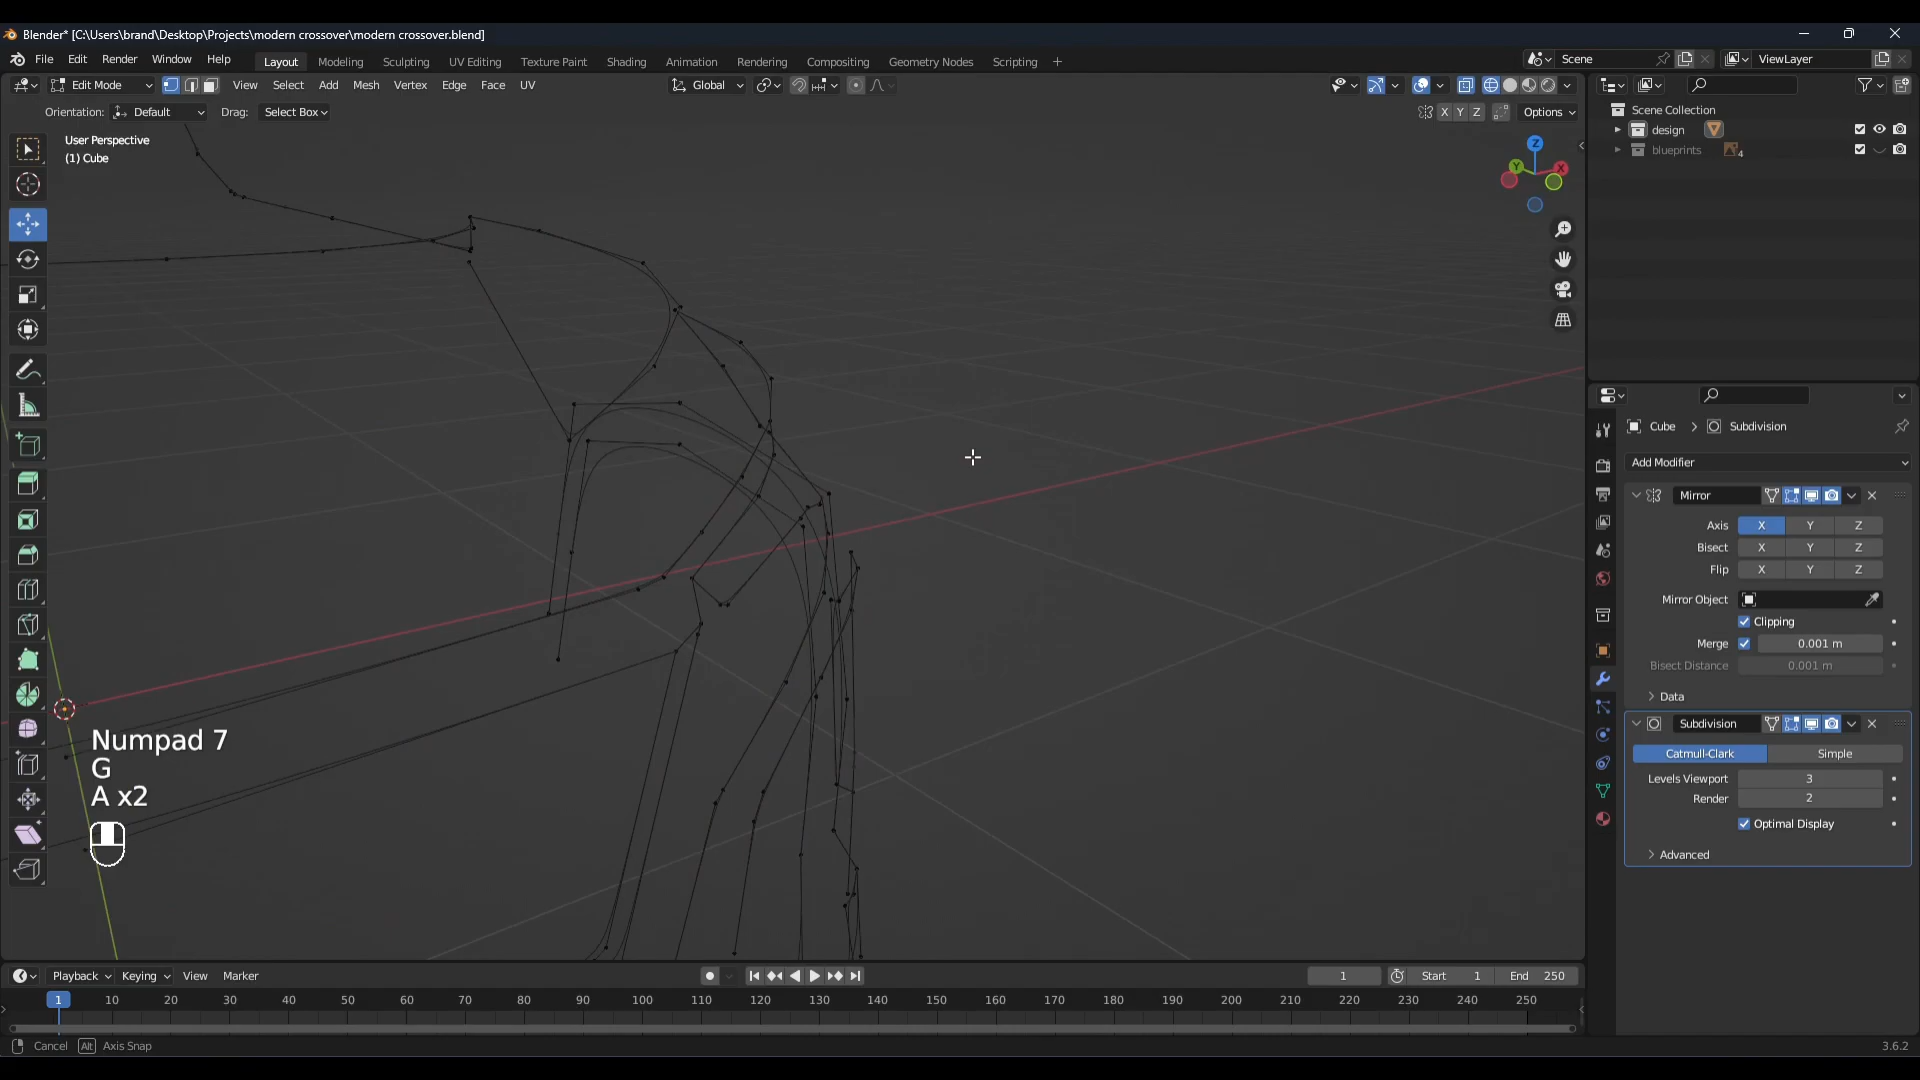 Blender* [C:\Users\brand\Desktop\Projects\modern crossover\modern crossover.blend]
File Edit Render Window Help Layout Modeling Sculpting UV Editing Texture Paint Shading Animation Rendering Compositing Geometry Nodes Scripting + Scene ViewLayer
Edit Mode View Select Add Mesh Vertex Edge Face UV Global
Orientation: Default Drag: Select Box X Y Z Options
User Perspective
(1) Cube
Z
Y X
Scene Collection
design
blueprints 4
Cube > Subdivision
Add Modifier
Mirror
Axis X Y Z
Bisect X Y Z
Flip X Y Z
Mirror Object
Clipping
Merge 0.001 m
Bisect Distance 0.001 m
Data
Subdivision
Catmull-Clark Simple
Levels Viewport 3
Render 2
Optimal Display
Advanced
Numpad 7
G
A x2
Playback Keying View Marker 1 Start 1 End 250
1 10 20 30 40 50 60 70 80 90 100 110 120 130 140 150 160 170 180 190 200 210 220 230 240 250
Cancel Alt Axis Snap 3.6.2